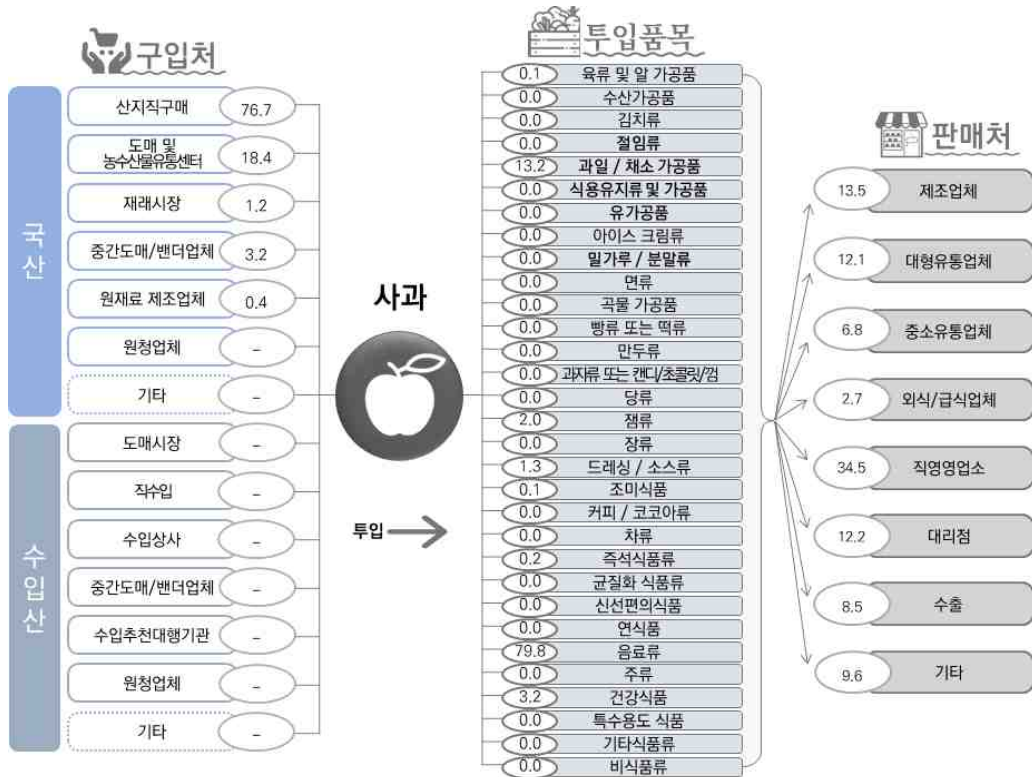 구입처
국산
산지직구매 76.7
도매 및
농수산물유통센터 18.4
재래시장 1.2
중간도매/밴더업체 3.2
원재료 제조업체 0.4
원청업체 -
기타 -
수입산
도매시장 -
직수입 -
수입상사 -
중간도매/밴더업체 -
수입추천대행기관 -
원청업체 -
기타 -
사과
투입
투입품목
0.1 육류 및 알 가공품
0.0 수산가공품
0.0 김치류
0.0 절임류
13.2 과일 / 채소 가공품
0.0 식용유지류 및 가공품
0.0 유가공품
0.0 아이스 크림류
0.0 밀가루 / 분말류
0.0 면류
0.0 곡물 가공품
0.0 빵류 또는 떡류
0.0 만두류
0.0 과자류 또는 캔디/초콜릿/껌
0.0 당류
2.0 잼류
0.0 장류
1.3 드레싱 / 소스류
0.1 조미식품
0.0 커피 / 코코아류
0.0 차류
0.2 즉석식품류
0.0 균질화 식품류
0.0 신선편의식품
0.0 연식품
79.8 음료류
0.0 주류
3.2 건강식품
0.0 특수용도 식품
0.0 기타식품류
0.0 비식품류
판매처
13.5 제조업체
12.1 대형유통업체
6.8 중소유통업체
2.7 외식/급식업체
34.5 직영영업소
12.2 대리점
8.5 수출
9.6 기타